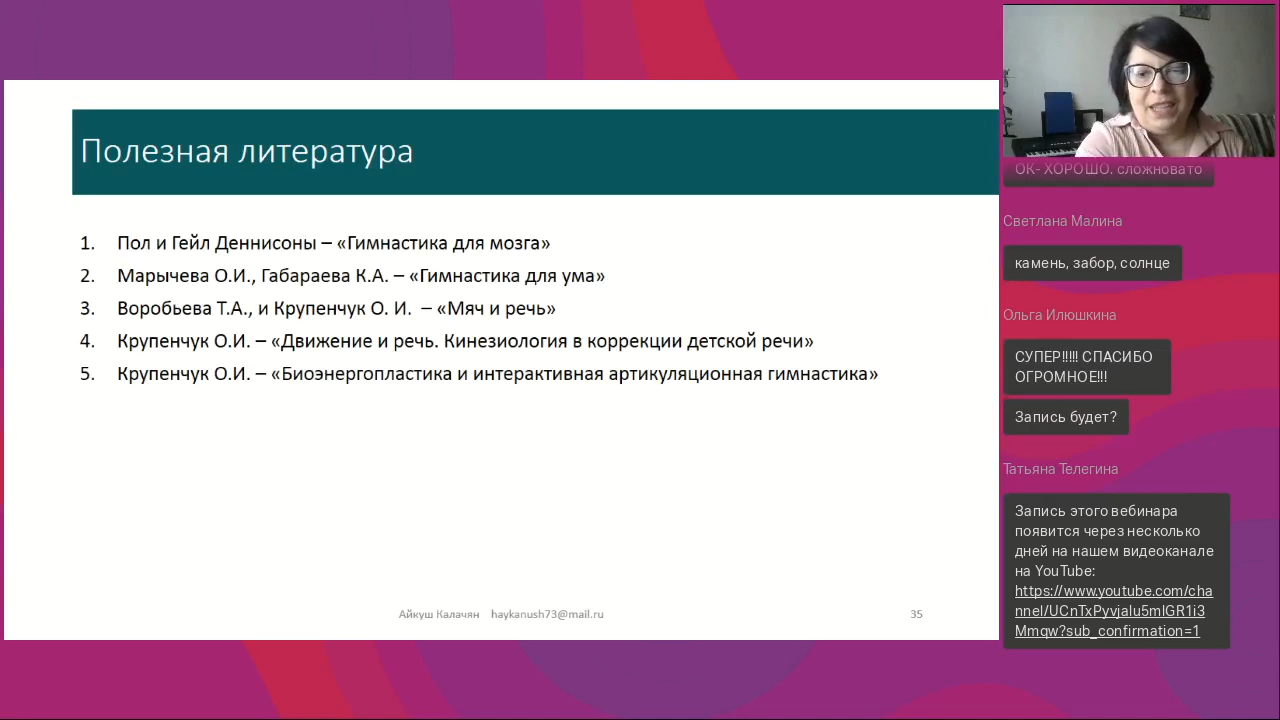 Полезная литература
1. Пол и Гейл Деннисоны – «Гимнастика для мозга»
2. Марычева О.И., Габараева К.А. – «Гимнастика для ума»
3. Воробьева Т.А., и Крупенчук О. И. – «Мяч и речь»
4. Крупенчук О.И. – «Движение и речь. Кинезиология в коррекции детской речи»
5. Крупенчук О.И. – «Биоэнергопластика и интерактивная артикуляционная гимнастика»
Айкуш Калачян haykanush73@mail.ru
35
ОК- ХОРОШО. сложновато
Светлана Малина
камень, забор, солнце
Ольга Илюшкина
СУПЕР!!!!! СПАСИБО
ОГРОМНОЕ!!!
Запись будет?
Татьяна Телегина
Запись этого вебинара
появится через несколько
дней на нашем видеоканале
на YouTube:
https://www.youtube.com/cha
nnel/UCnTxPyvjalu5mlGR1i3
Mmqw?sub_confirmation=1